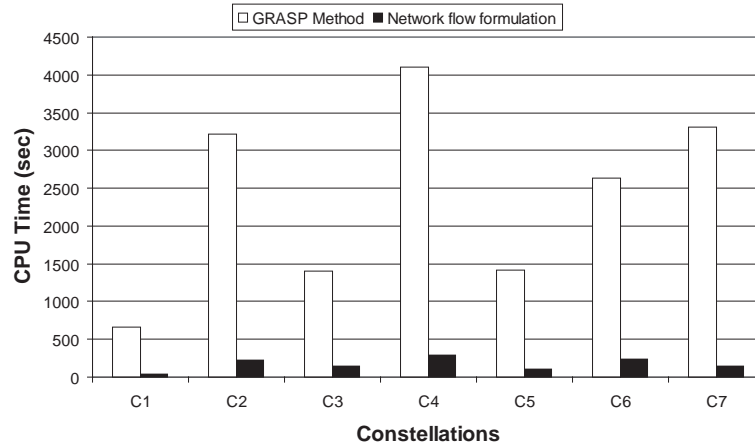 GRASP Method Network flow formulation
4500
4000
3500
3000
2500
2000
1500
1000
500
0
CPU Time (sec)
C1 C2 C3 C4 C5 C6 C7
Constellations